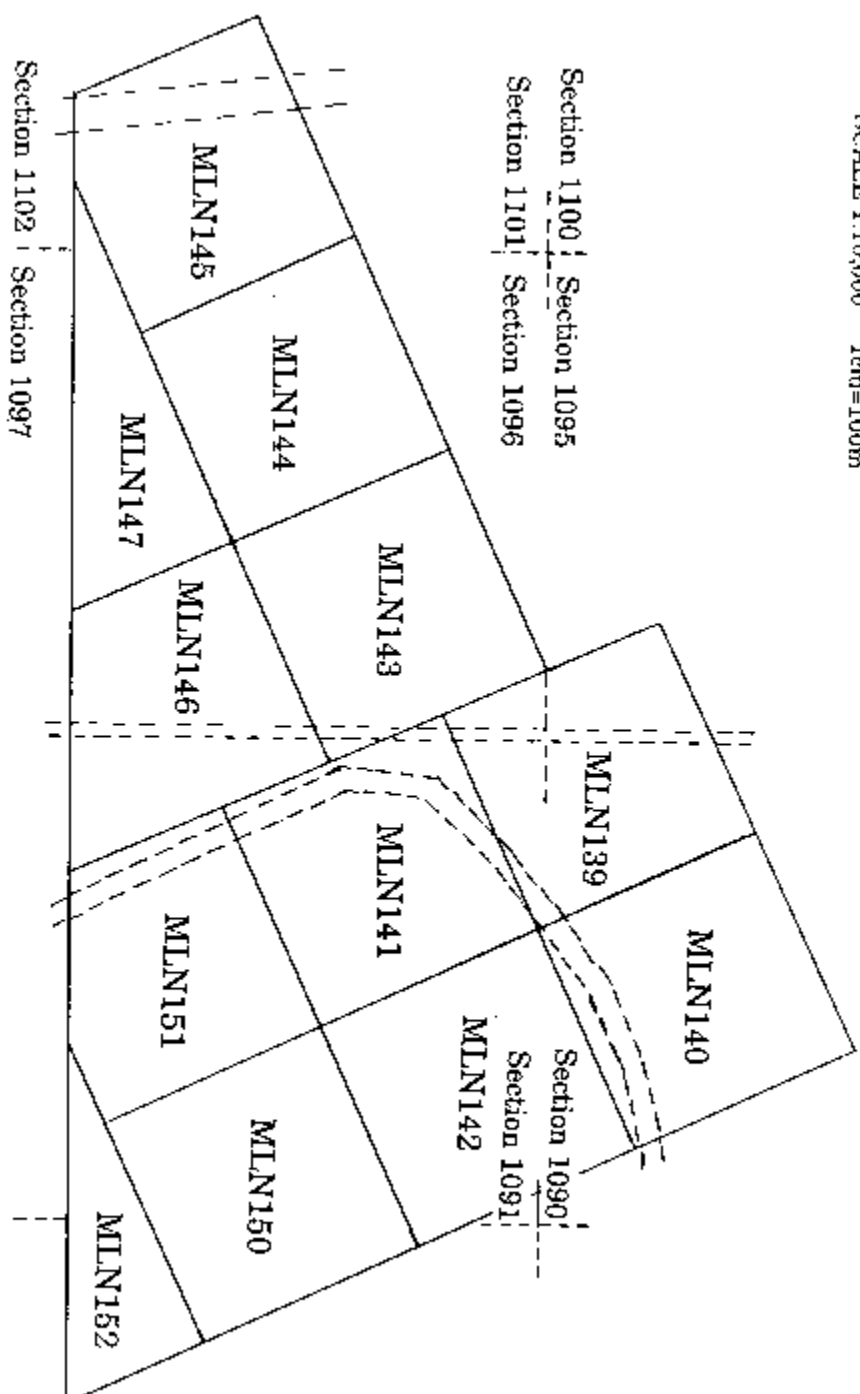 1:10,000 1cm=100m
Section 1100 Section 1095
Section 1101 Section 1096
MLN140
MLN139
Section 1090
Section 1091
MLN142
MLN143
MLN141
MLN144
MLN150
MLN145
MLN146
MLN151
MLN147
MLN152
Section 1102 Section 1097